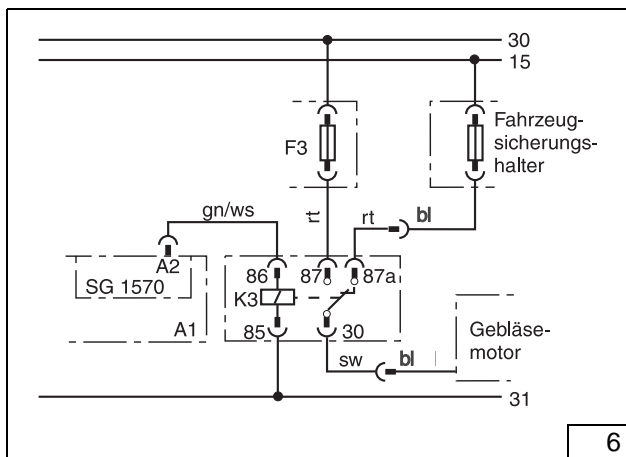 30
15
F3
Fahrzeug-
sicherungs-
halter
gn/ws
rt
rt bl
A2
SG 1570
A1
86 87 87a
K3
85 30
Gebläse-
motor
sw bl
31
6